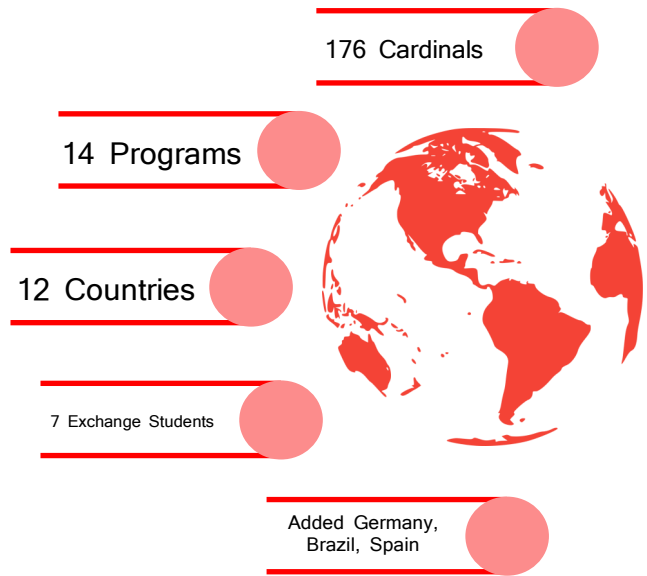 176 Cardinals
14 Programs
12 Countries
7 Exchange Students
Added Germany,
Brazil, Spain